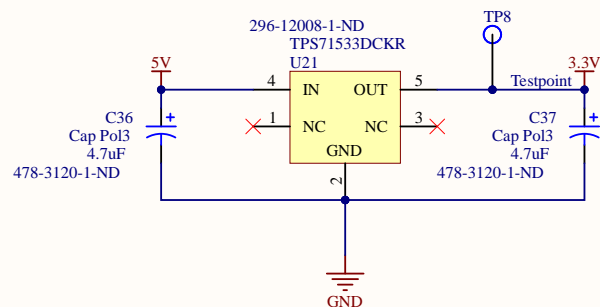 TP8
296-12008-1-ND
TPS71533DCKR
U21
5V
3.3V
4
IN
OUT
5
Testpoint
1
NC
NC
3
GND
2
C36
Cap Pol3
4.7uF
478-3120-1-ND
+
C37
Cap Pol3
4.7uF
478-3120-1-ND
+
GND